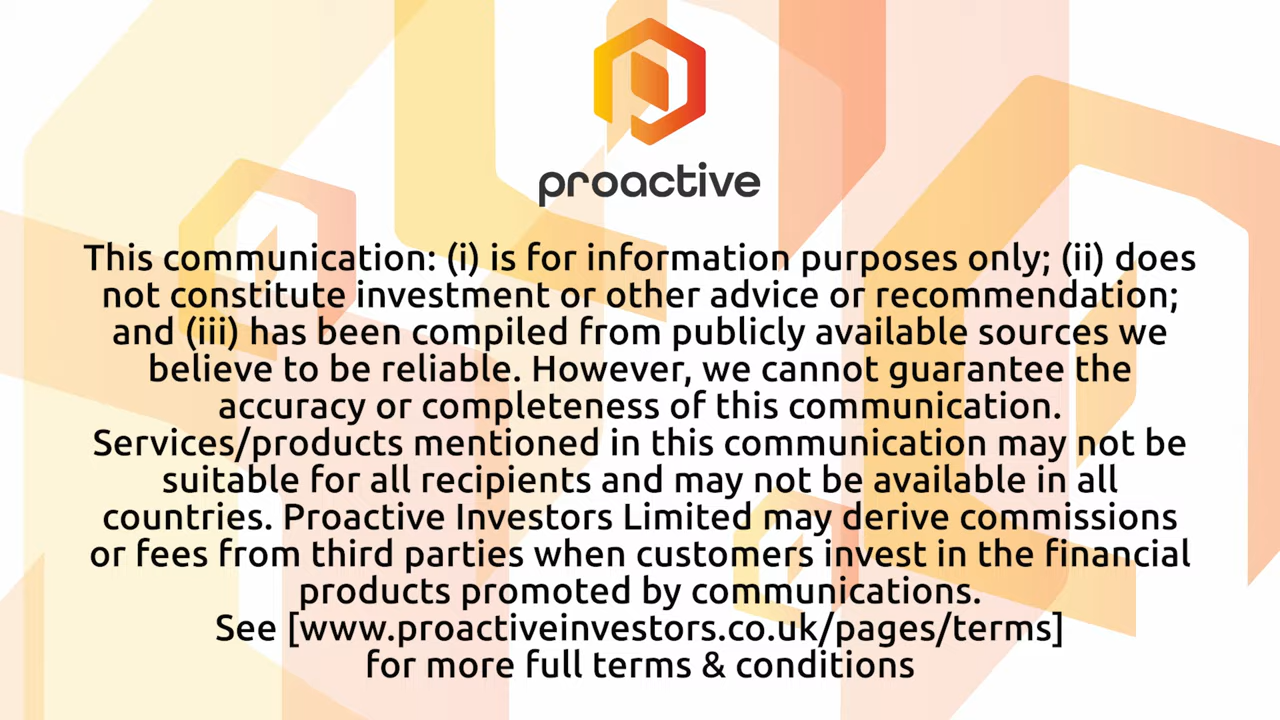 proactive
This communication: (i) is for information purposes only; (ii) does
not constitute investment or other advice or recommendation;
and (iii) has been compiled from publicly available sources we
believe to be reliable. However, we cannot guarantee the
accuracy or completeness of this communication.
Services/products mentioned in this communication may not be
suitable for all recipients and may not be available in all
countries. Proactive Investors Limited may derive commissions
or fees from third parties when customers invest in the financial
products promoted by communications.
See [www.proactiveinvestors.co.uk/pages/terms]
for more full terms & conditions